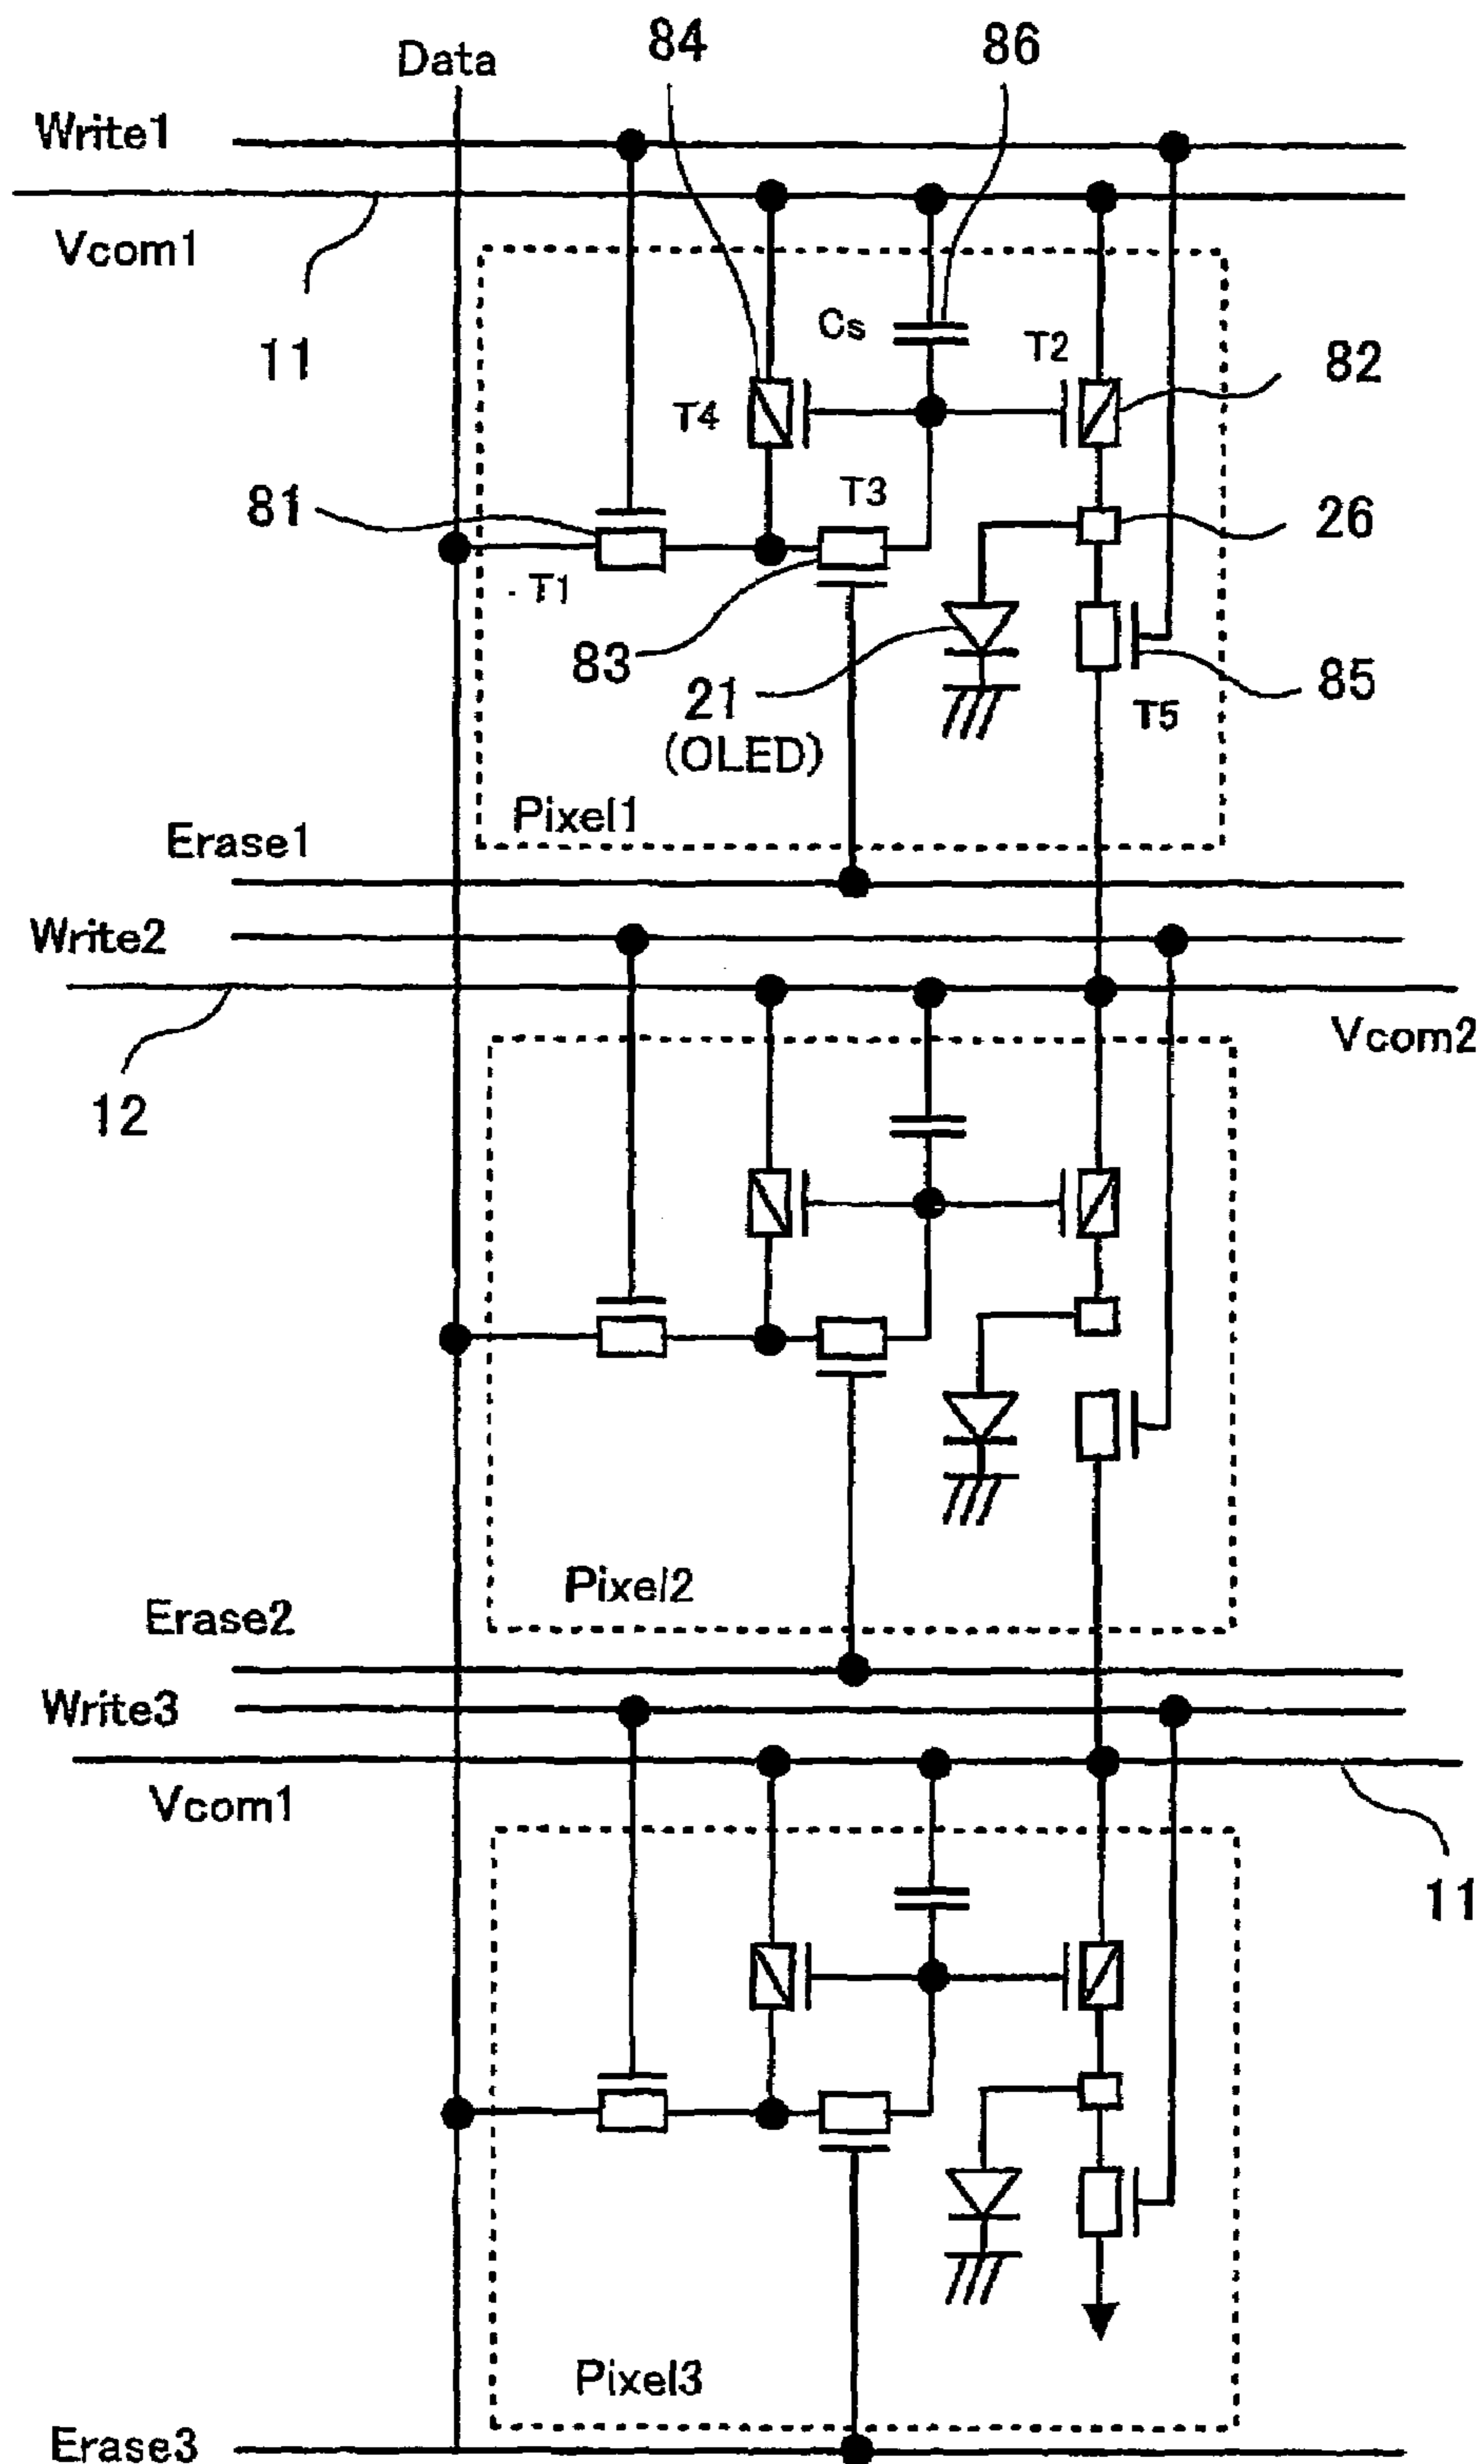 84
86
Data
Write1
Vcom1
11
Cs
T2
82
T4
81
T3
26
T1
83
21
(OLED)
85
T5
Pixel1
Erase1
Write2
12
Vcom2
Pixel2
Erase2
Write3
Vcom1
11
Pixel3
Erase3